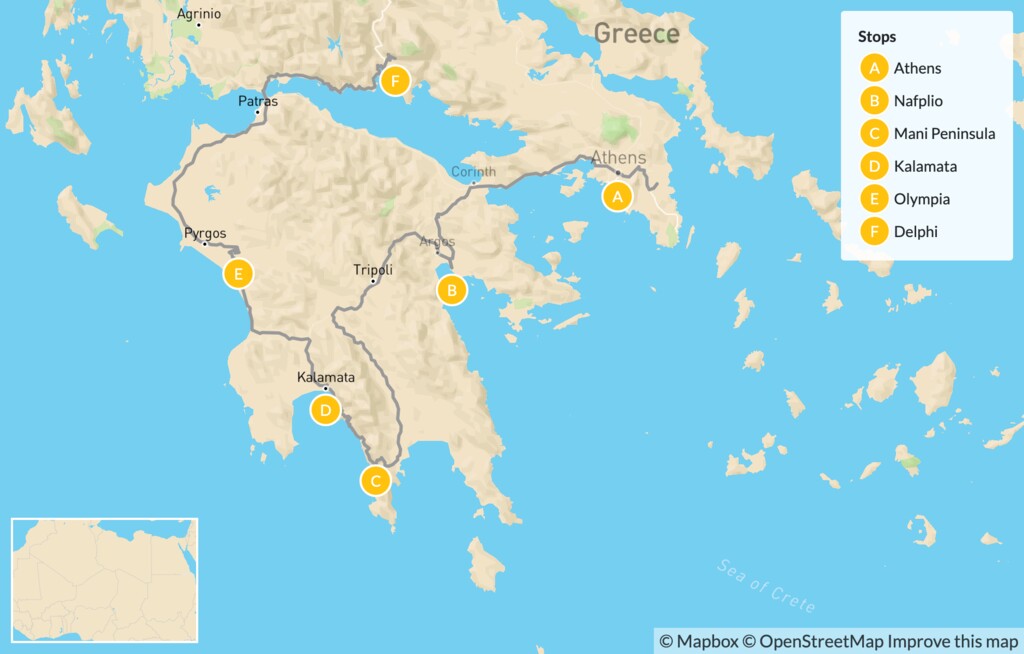 Agrinio
Greece
Patras
Athens
Corinth
Pyrgos
Argos
Tripoli
Kalamata
Sea of Crete
A
B
C
D
E
F
Stops
A Athens
B Nafplio
C Mani Peninsula
D Kalamata
E Olympia
F Delphi
© Mapbox © OpenStreetMap Improve this map